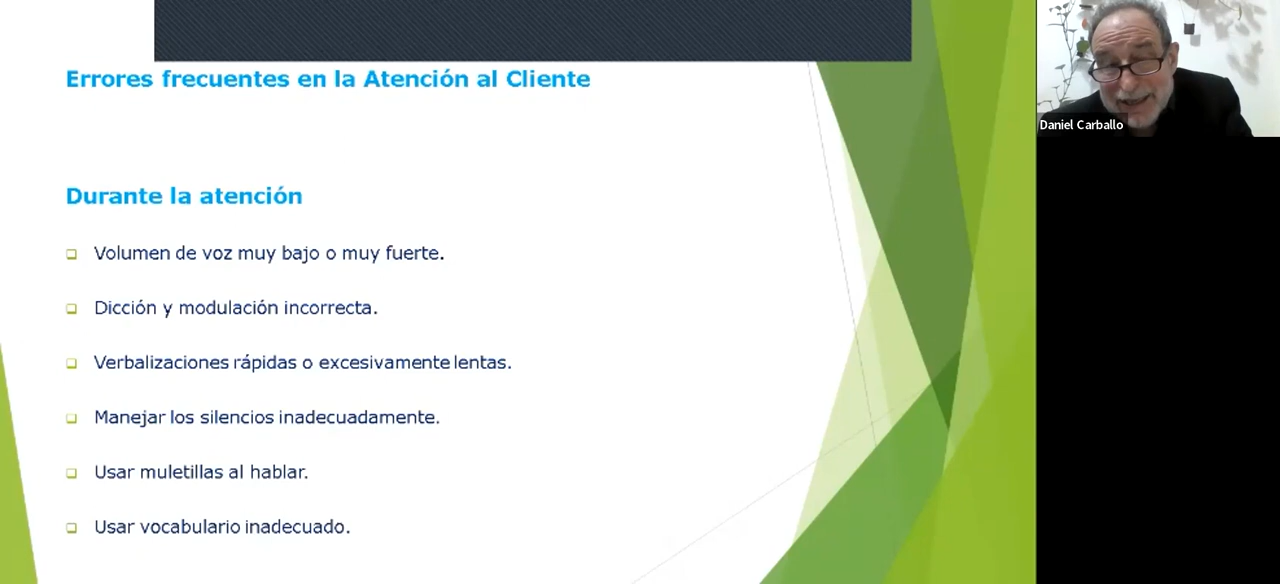 Errores frecuentes en la Atención al Cliente
Daniel Carballo
Durante la atención
Volumen de voz muy bajo o muy fuerte.
Dicción y modulación incorrecta.
Verbalizaciones rápidas o excesivamente lentas.
Manejar los silencios inadecuadamente.
Usar muletillas al hablar.
Usar vocabulario inadecuado.